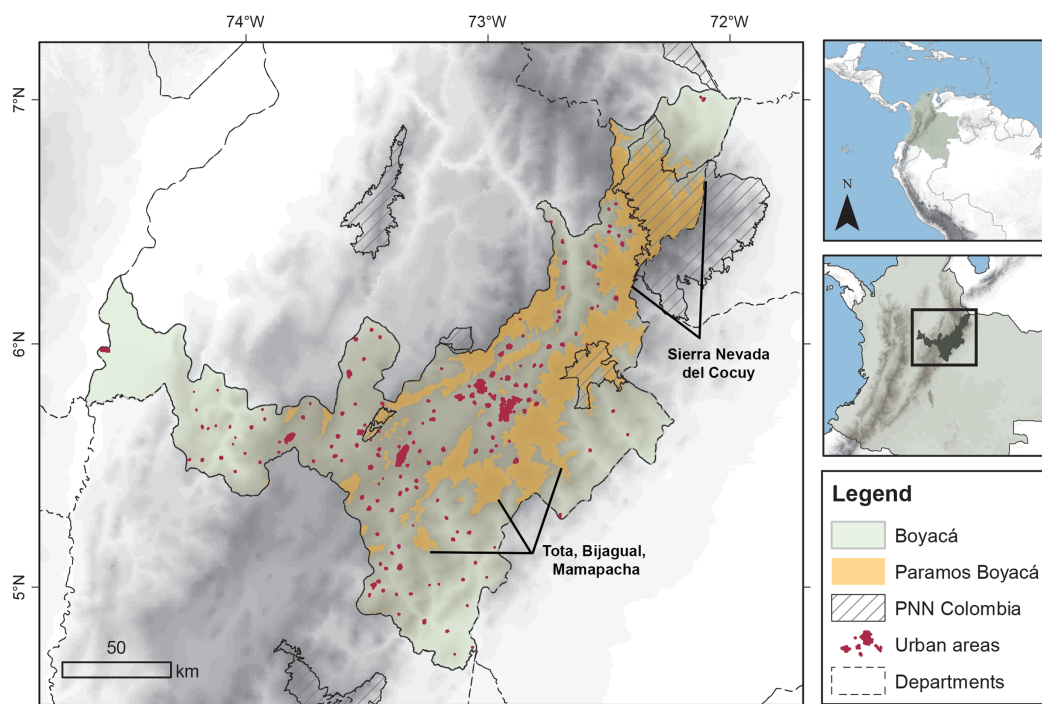 74°W
73°W
72°W
7°N
6°N
5°N
Sierra Nevada
del Cocuy
Tota, Bijagual,
Mamapacha
50
km
N
Legend
Boyacá
Paramos Boyacá
PNN Colombia
Urban areas
Departments